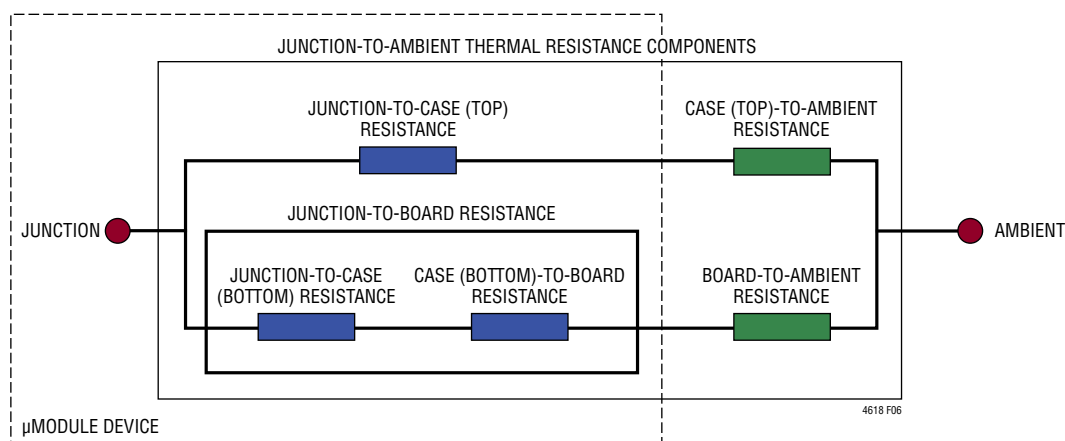 JUNCTION-TO-AMBIENT THERMAL RESISTANCE COMPONENTS
JUNCTION-TO-CASE (TOP)
RESISTANCE
CASE (TOP)-TO-AMBIENT
RESISTANCE
JUNCTION
JUNCTION-TO-BOARD RESISTANCE
AMBIENT
JUNCTION-TO-CASE
(BOTTOM) RESISTANCE
CASE (BOTTOM)-TO-BOARD
RESISTANCE
BOARD-TO-AMBIENT
RESISTANCE
4618 F06
µMODULE DEVICE